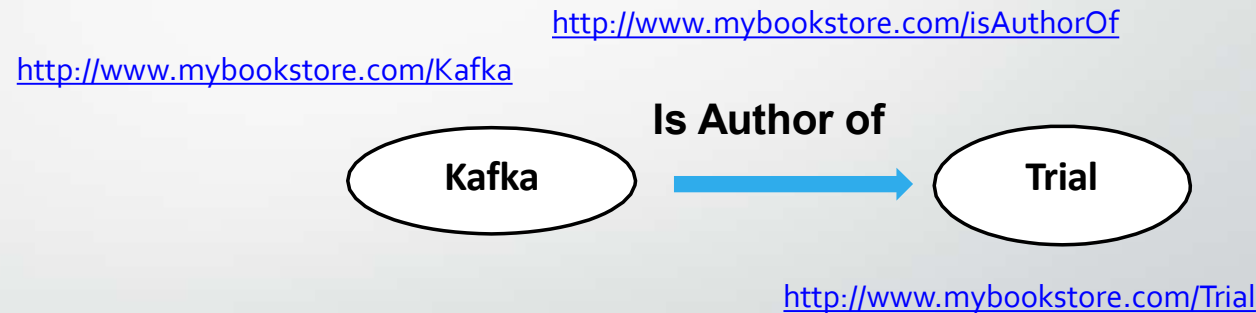 http://www.mybookstore.com/isAuthorOf
http://www.mybookstore.com/Kafka
Is Author of
Kafka
Trial
http://www.mybookstore.com/Trial